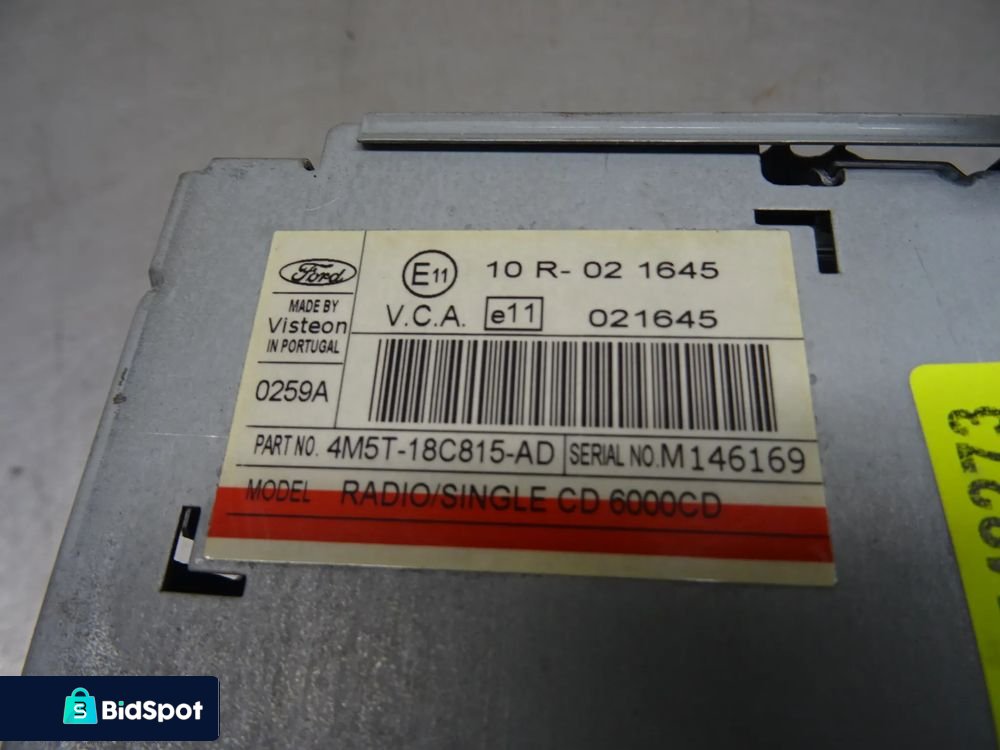 Ford
E11 10 R- 02 1645
MADE BY
Visteon
IN PORTUGAL
V.C.A. e11 021645
0259A
PART NO. 4M5T-18C815-AD SERIAL NO.M146169
MODEL RADIO/SINGLE CD 6000CD
BidSpot